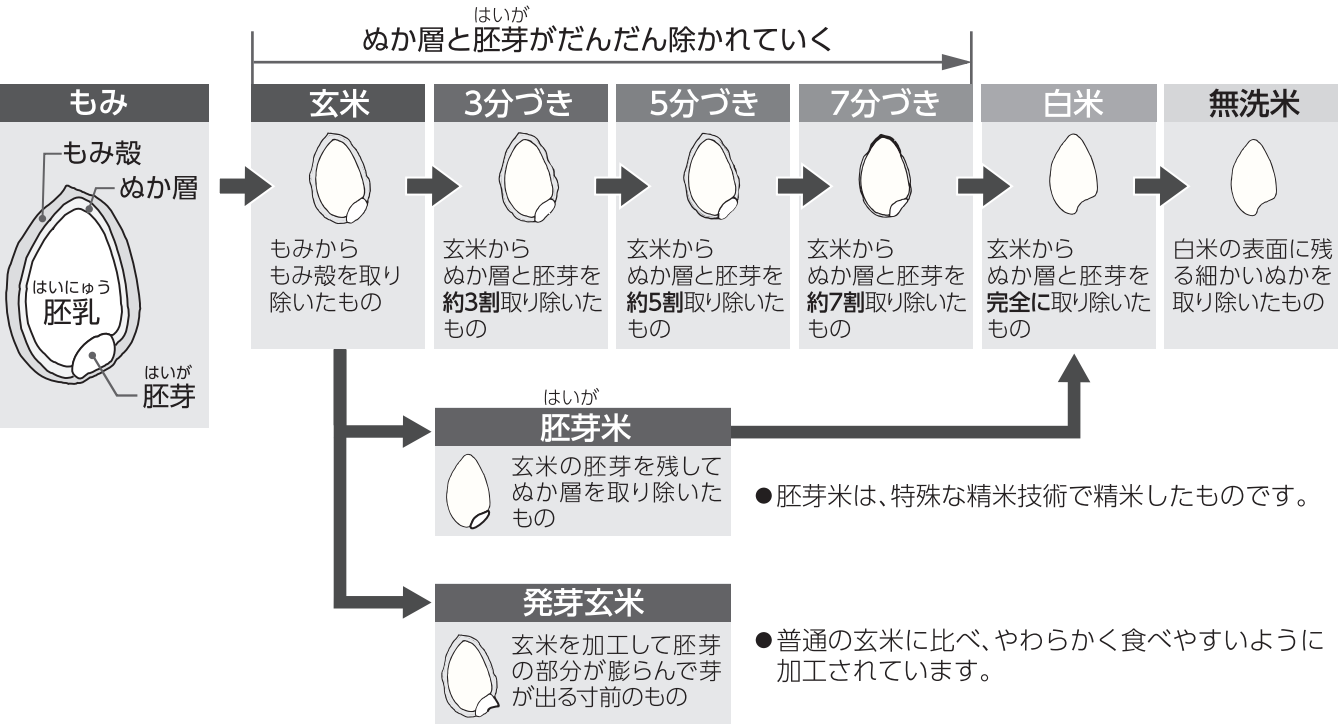 はいが
ぬか層と胚芽がだんだん除かれていく
もみ
もみ殻
ぬか層
はいにゅう
胚乳
はいが
胚芽
玄米
もみから
もみ殻を取り
除いたもの
3分づき
玄米から
ぬか層と胚芽を
約3割取り除いた
もの
5分づき
玄米から
ぬか層と胚芽を
約5割取り除いた
もの
7分づき
玄米から
ぬか層と胚芽を
約7割取り除いた
もの
白米
玄米から
ぬか層と胚芽を
完全に取り除いた
もの
無洗米
白米の表面に残
る細かいぬかを
取り除いたもの
はいが
胚芽米
玄米の胚芽を残して
ぬか層を取り除いた
もの
●胚芽米は、特殊な精米技術で精米したものです。
発芽玄米
玄米を加工して胚芽
の部分が膨らんで芽
が出る寸前のもの
●普通の玄米に比べ、やわらかく食べやすいように
加工されています。